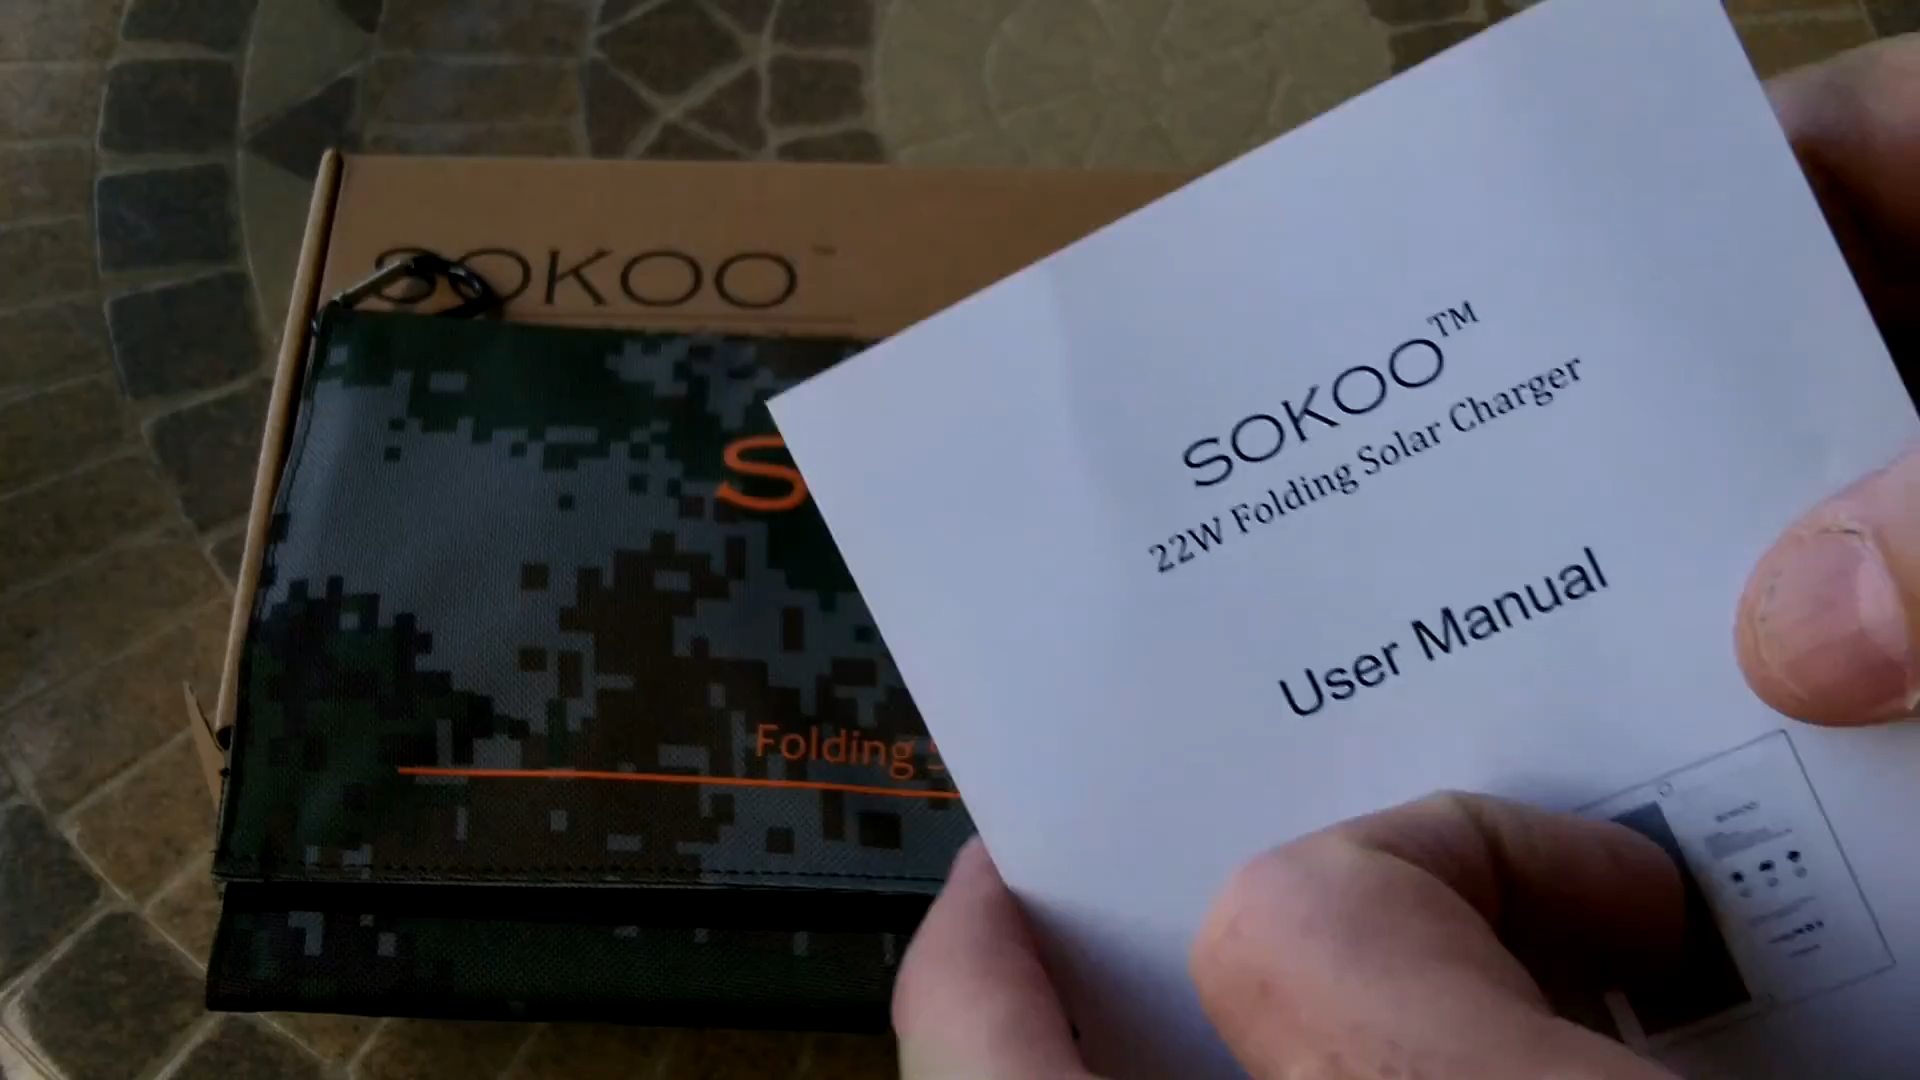 SOKOO™
S
Folding
SOKOO™
22W Folding Solar Charger
User Manual